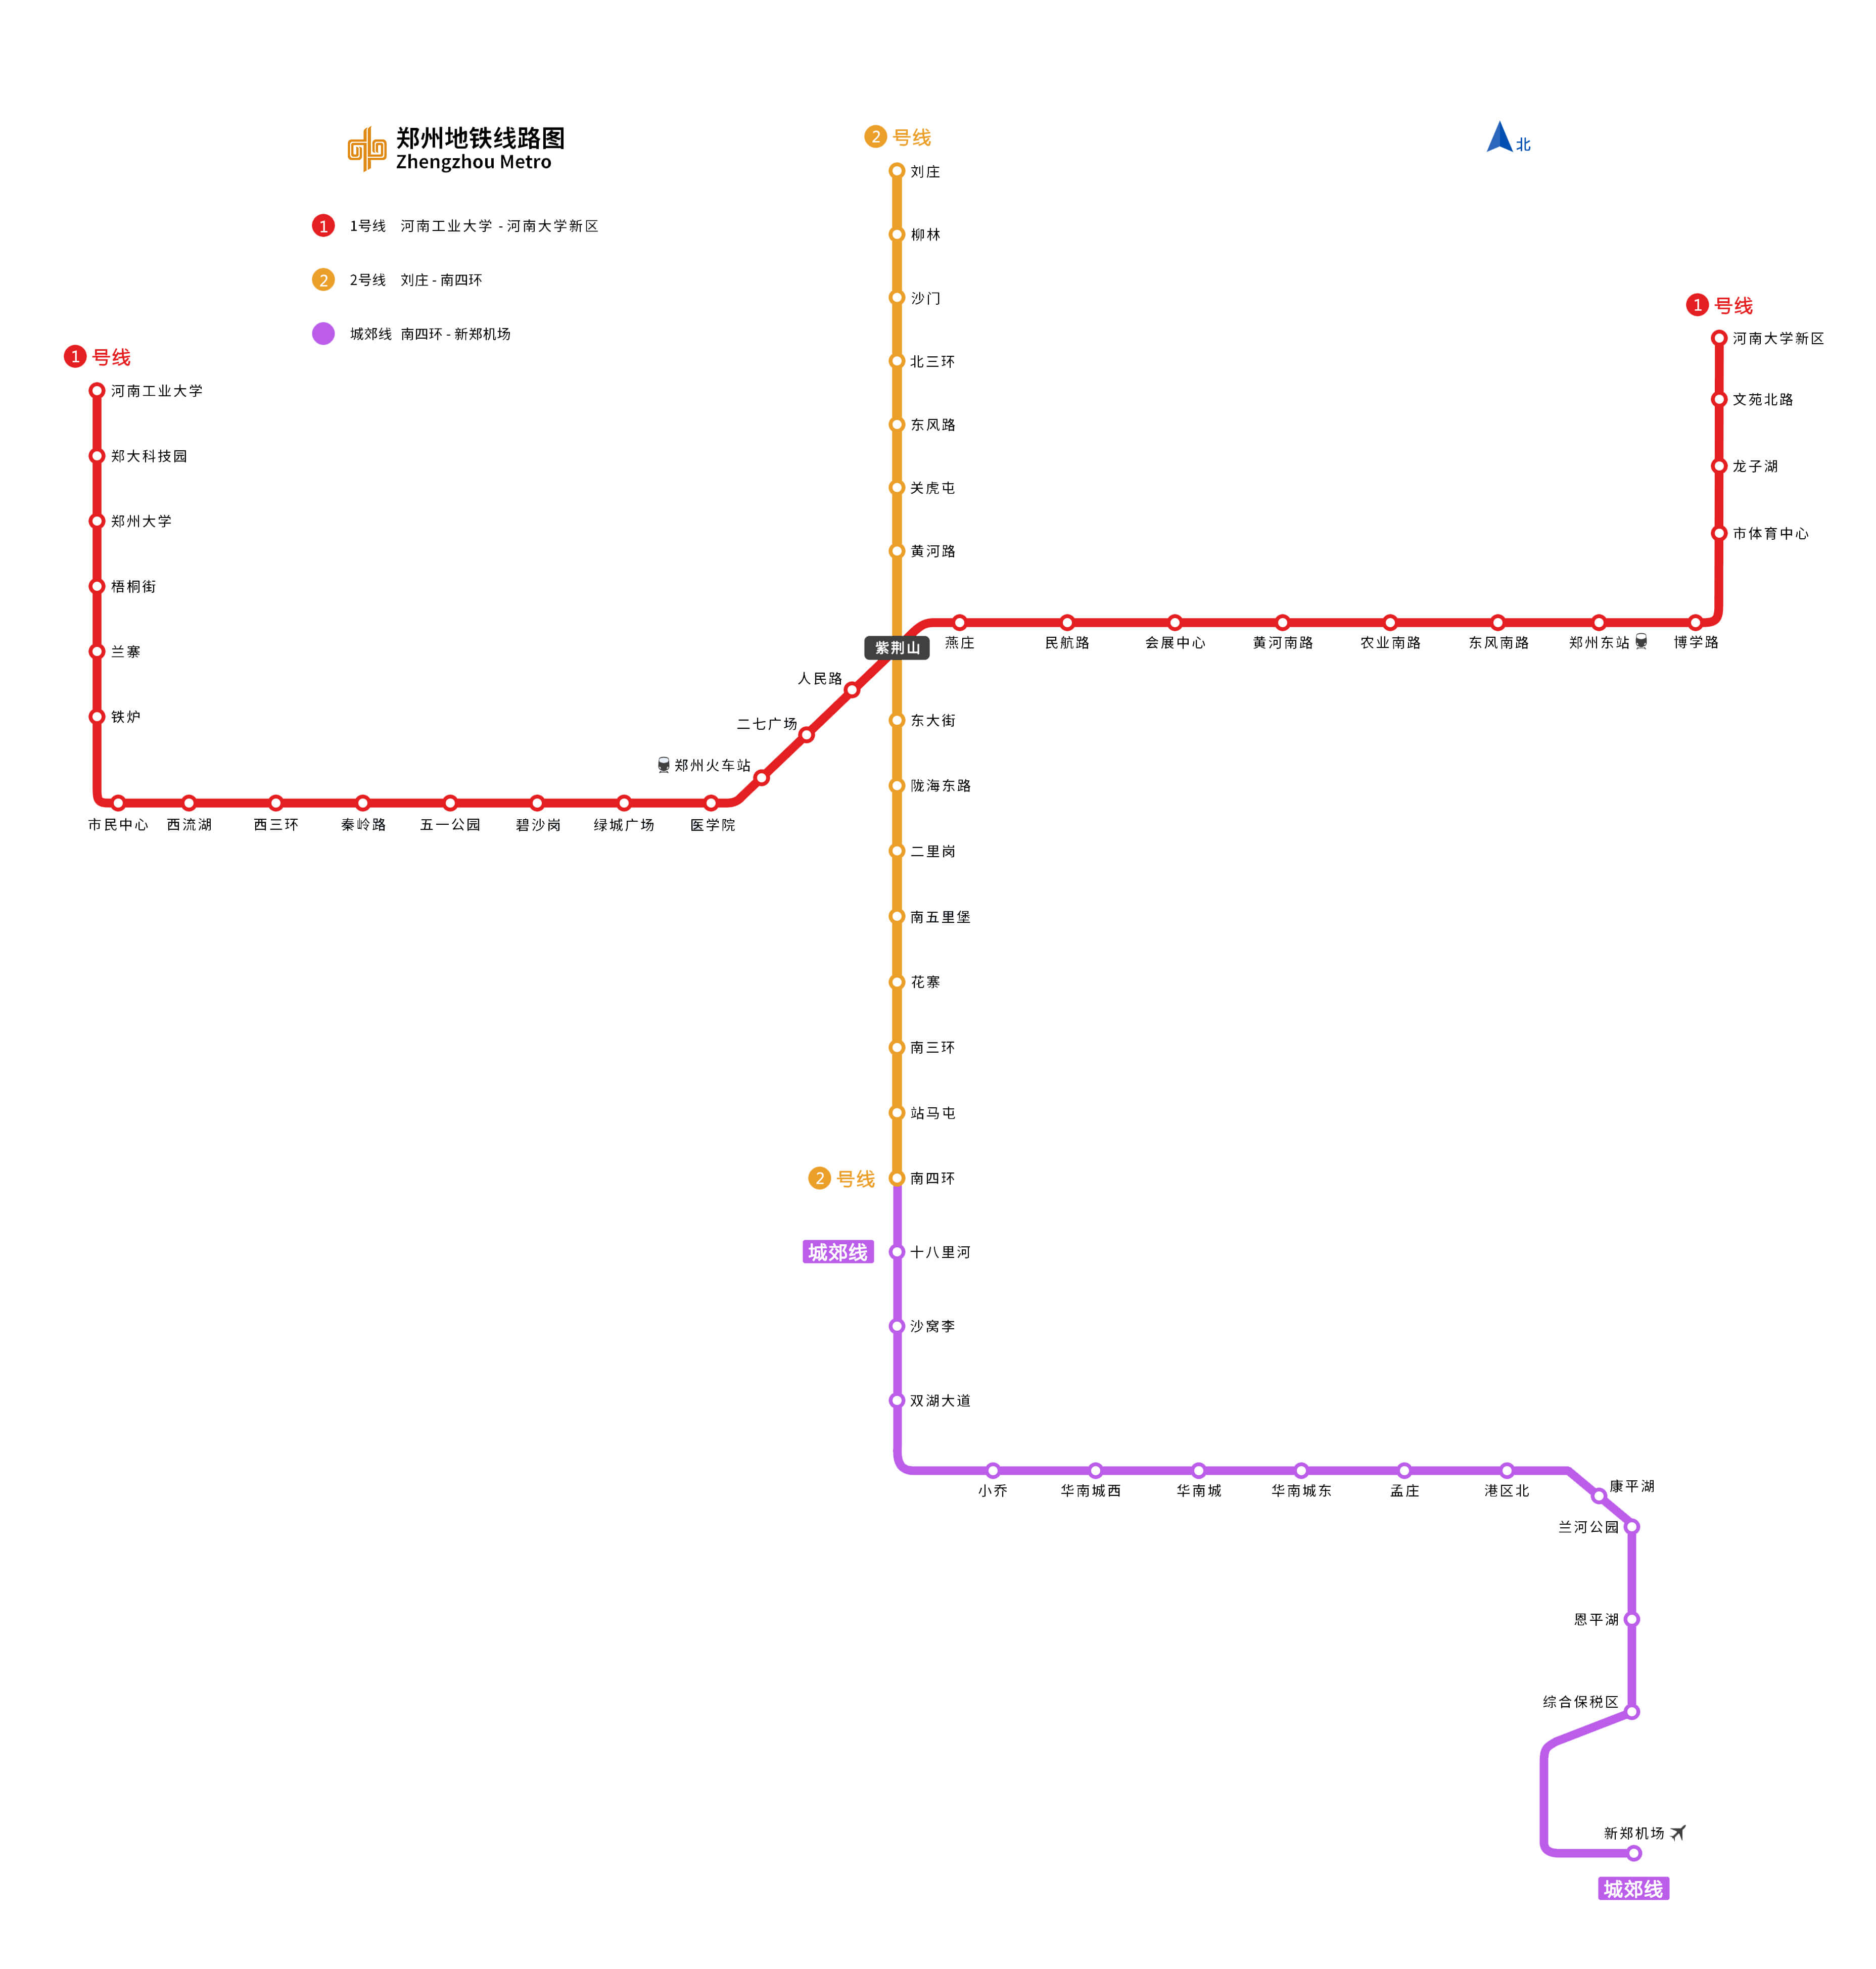 郑州地铁线路图
Zhengzhou Metro
1 1号线 河南工业大学 - 河南大学新区
2 2号线 刘庄 - 南四环
城郊线 南四环 - 新郑机场
北
1 号线
河南工业大学
郑大科技园
郑州大学
梧桐街
兰寨
铁炉
市民中心
西流湖
西三环
秦岭路
五一公园
碧沙岗
绿城广场
医学院
郑州火车站
二七广场
人民路
紫荆山
燕庄
民航路
会展中心
黄河南路
农业南路
东风南路
郑州东站
博学路
市体育中心
龙子湖
文苑北路
河南大学新区
1 号线
2 号线
刘庄
柳林
沙门
北三环
东风路
关虎屯
黄河路
东大街
陇海东路
二里岗
南五里堡
花寨
南三环
站马屯
2 号线
南四环
城郊线
十八里河
沙窝李
双湖大道
小乔
华南城西
华南城
华南城东
孟庄
港区北
康平湖
兰河公园
恩平湖
综合保税区
新郑机场
城郊线